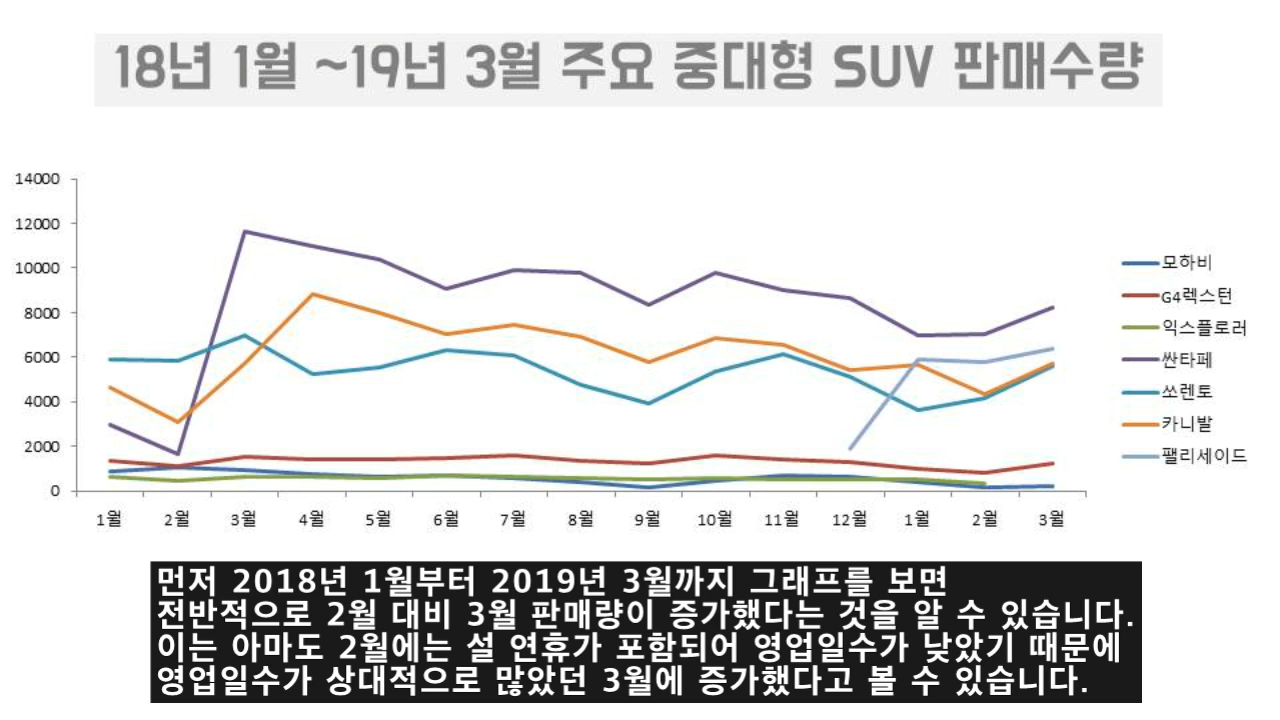 18년 1월 ~19년 3월 주요 중대형 SUV 판매수량
14000
12000
10000
8000
6000
4000
2000
0
1월 2월 3월 4월 5월 6월 7월 8월 9월 10월 11월 12월 1월 2월 3월
모하비
G4렉스턴
익스플로러
싼타페
쏘렌토
카니발
팰리세이드
먼저 2018년 1월부터 2019년 3월까지 그래프를 보면
전반적으로 2월 대비 3월 판매량이 증가했다는 것을 알 수 있습니다.
이는 아마도 2월에는 설 연휴가 포함되어 영업일수가 낮았기 때문에
영업일수가 상대적으로 많았던 3월에 증가했다고 볼 수 있습니다.